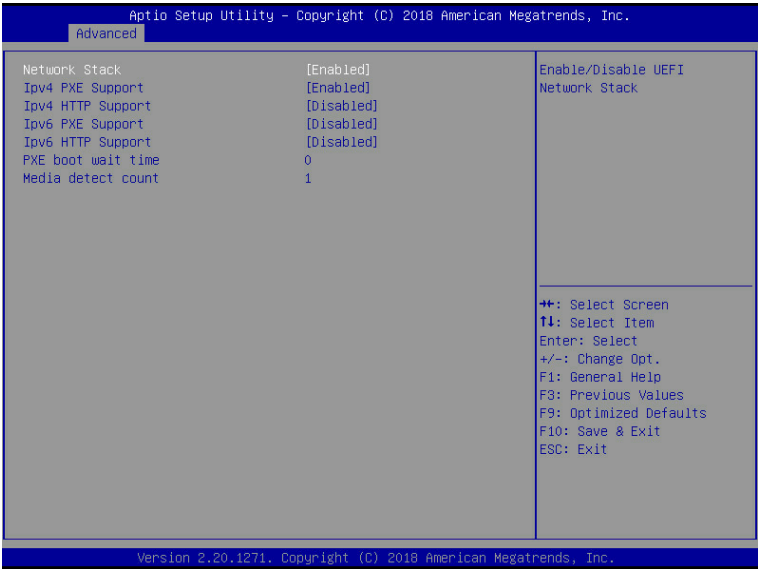 Aptio Setup Utility - Copyright (C) 2018 American Megatrends, Inc.
Advanced
Network Stack [Enabled]
Ipv4 PXE Support [Enabled]
Ipv4 HTTP Support [Disabled]
Ipv6 PXE Support [Disabled]
Ipv6 HTTP Support [Disabled]
PXE boot wait time 0
Media detect count 1
Enable/Disable UEFI
Network Stack
→←: Select Screen
↑↓: Select Item
Enter: Select
+/-: Change Opt.
F1: General Help
F3: Previous Values
F9: Optimized Defaults
F10: Save & Exit
ESC: Exit
Version 2.20.1271. Copyright (C) 2018 American Megatrends, Inc.